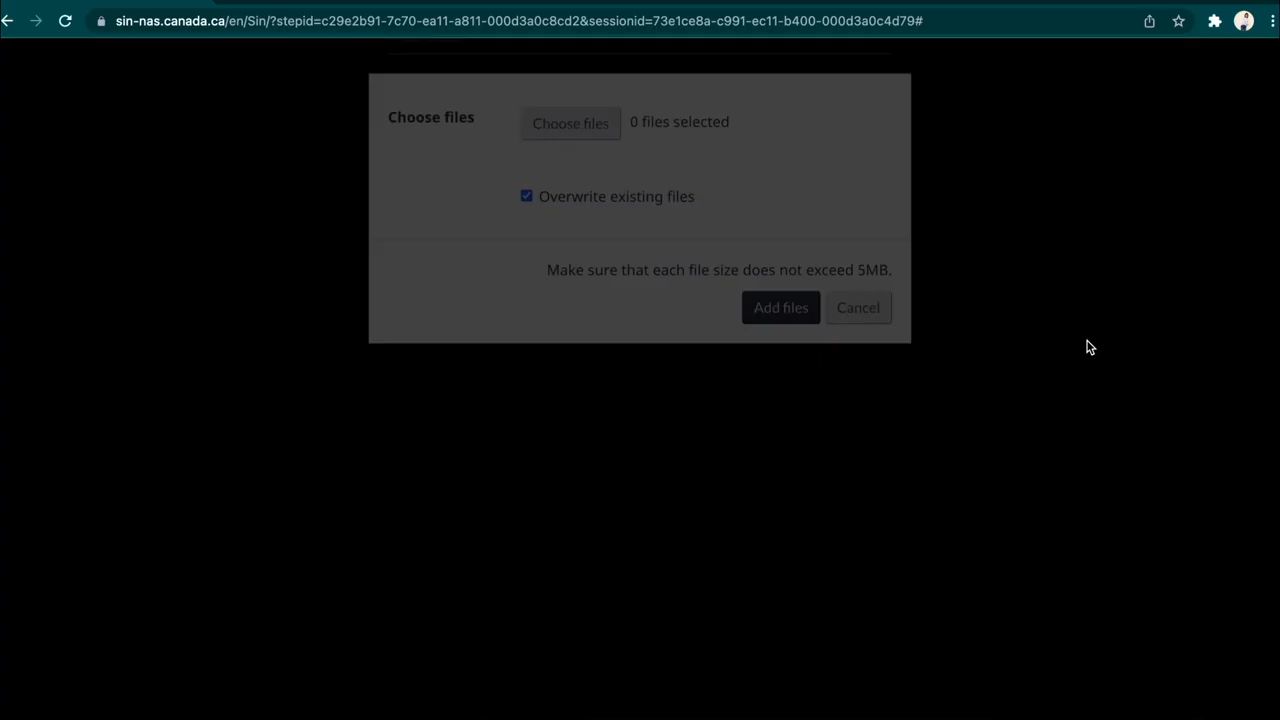 sin-nas.canada.ca/en/Sin/?stepid=c29e2b91-7c70-ea11-a811-000d3a0c8cd2&sessionid=73e1ce8a-c991-ec11-b400-000d3a0c4d79#
Choose files Choose files 0 files selected
Overwrite existing files
Make sure that each file size does not exceed 5MB.
Add files Cancel